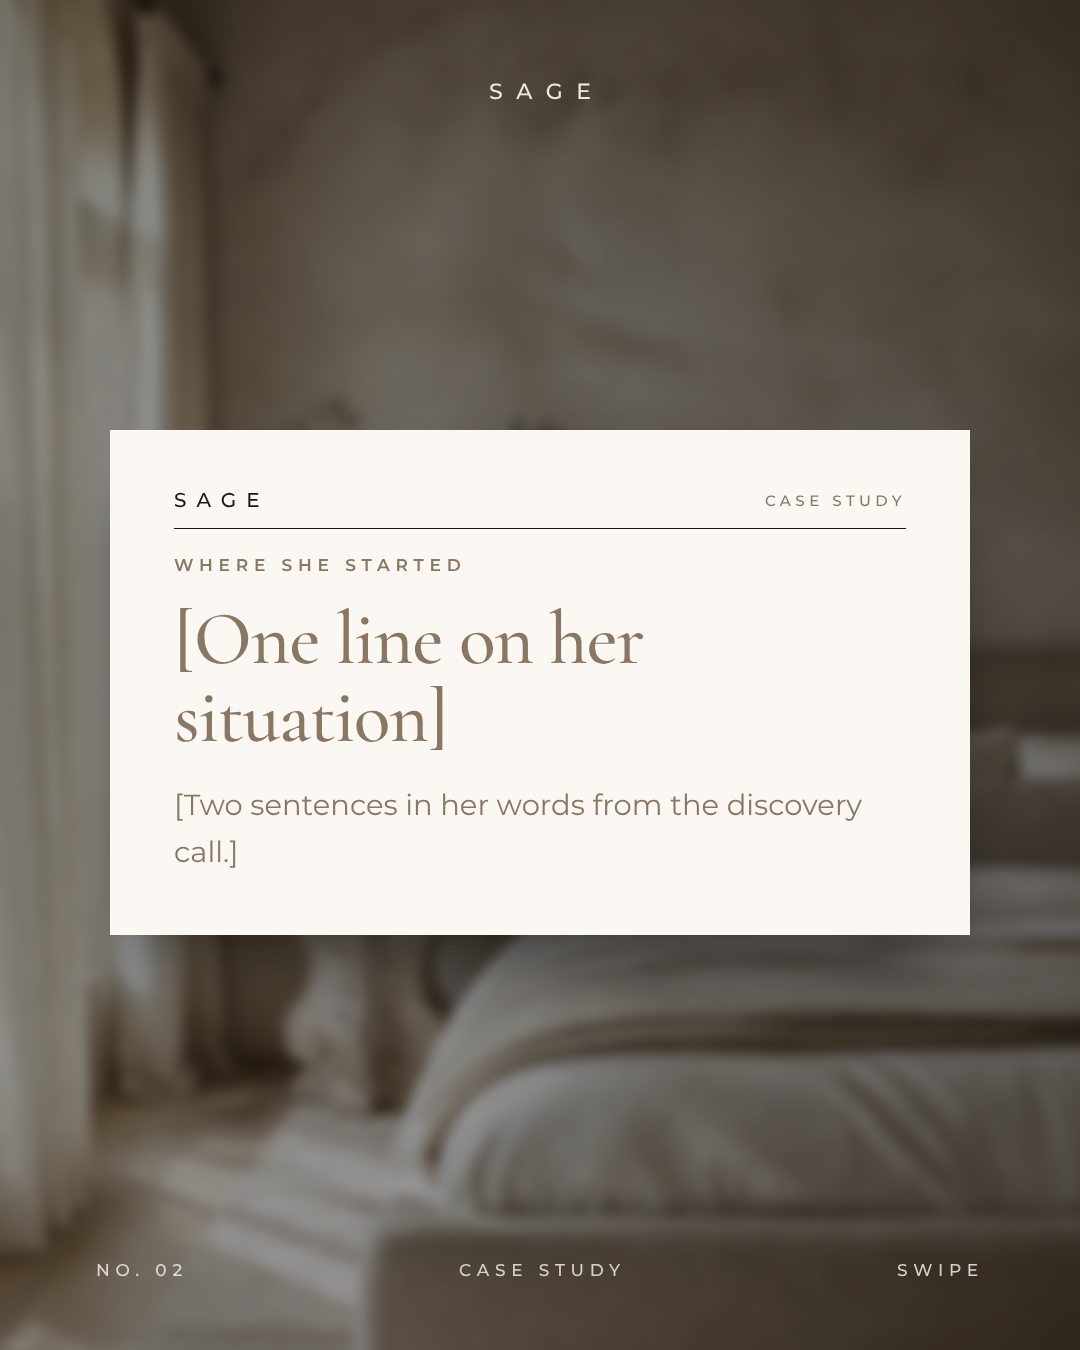 SAGE
SAGE
CASE STUDY
WHERE SHE STARTED
[One line on her
situation]
[Two sentences in her words from the discovery
call.]
NO. 02
CASE STUDY
SWIPE